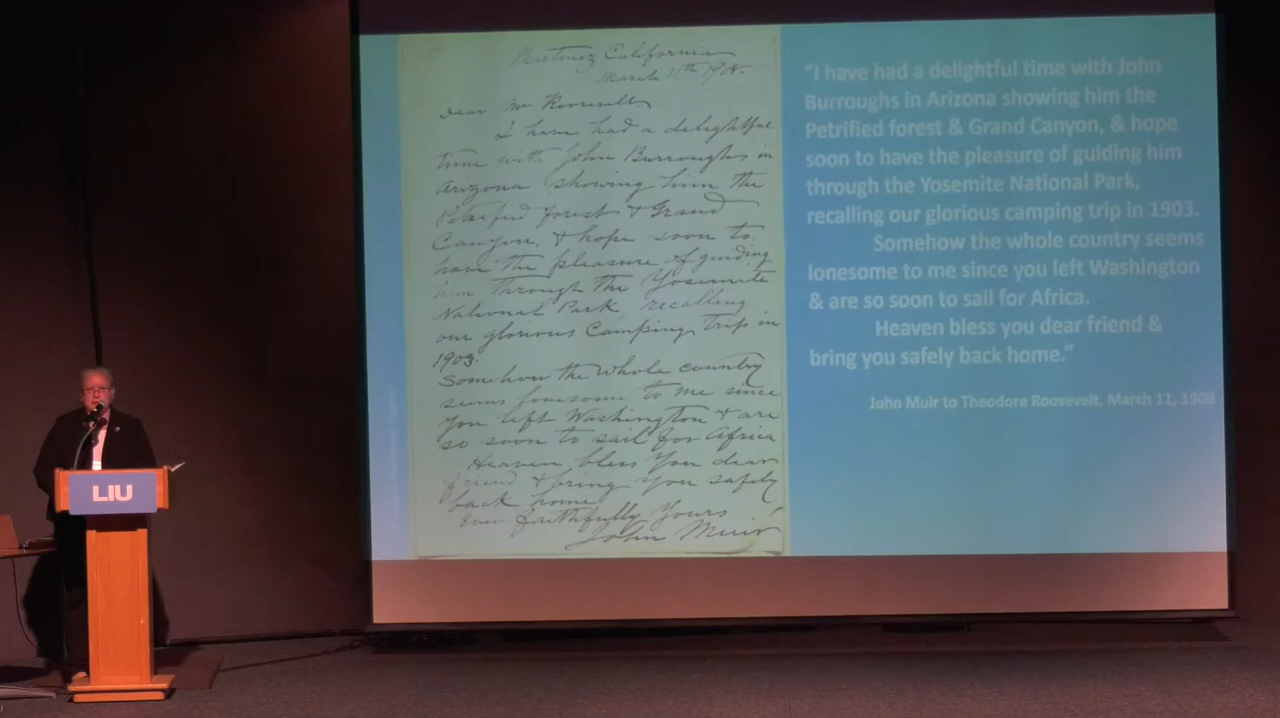 Martinez California
March 11th 1908.
Dear Mr Roosevelt
I have had a delightful
time with John Burroughs in
Arizona showing him the
Petrified forest & Grand
Canyon, & hope soon to
have the pleasure of guiding
him through the Yosemite
National Park, recalling
our glorious Camping trip in
1903.
Somehow the whole country
seems lonesome to me since
you left Washington & are
so soon to sail for Africa
Heaven bless you dear
friend & bring you safely
back home
Ever faithfully Yours
John Muir
“I have had a delightful time with John
Burroughs in Arizona showing him the
Petrified forest & Grand Canyon, & hope
soon to have the pleasure of guiding him
through the Yosemite National Park,
recalling our glorious camping trip in 1903.
Somehow the whole country seems
lonesome to me since you left Washington
& are so soon to sail for Africa.
Heaven bless you dear friend &
bring you safely back home.”
John Muir to Theodore Roosevelt, March 11, 1908
LIU